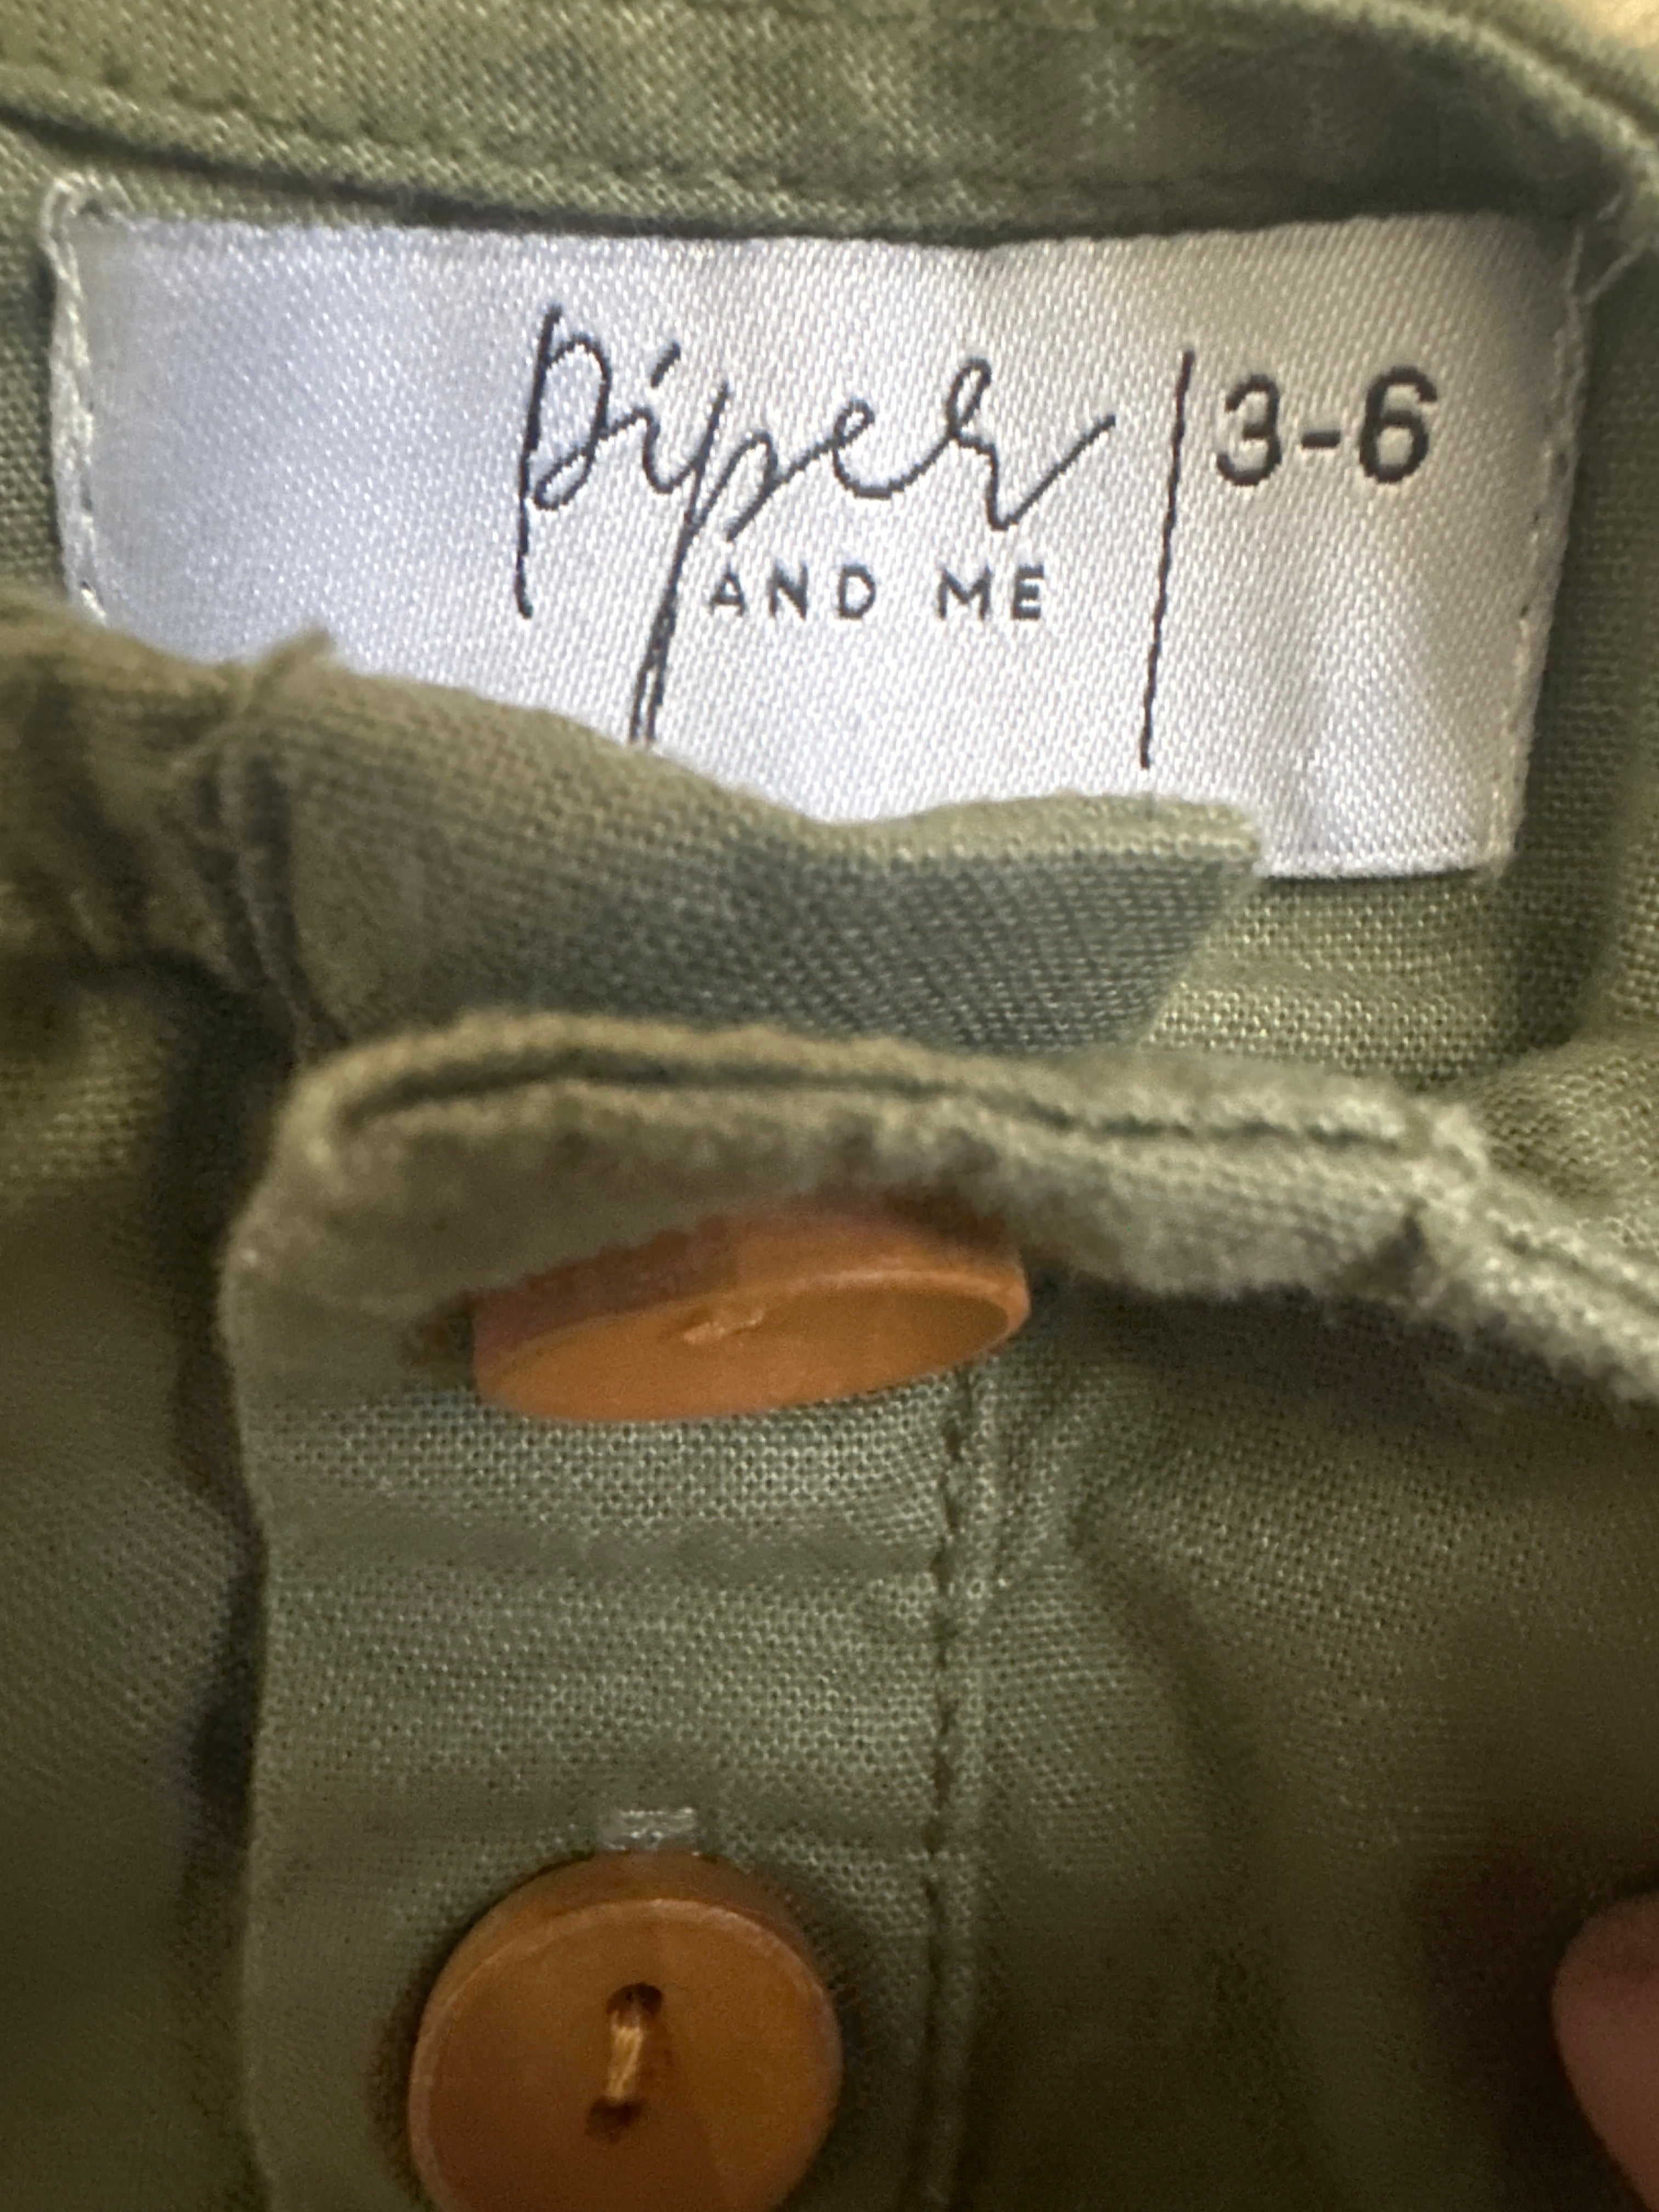 piper | 3-6
AND ME